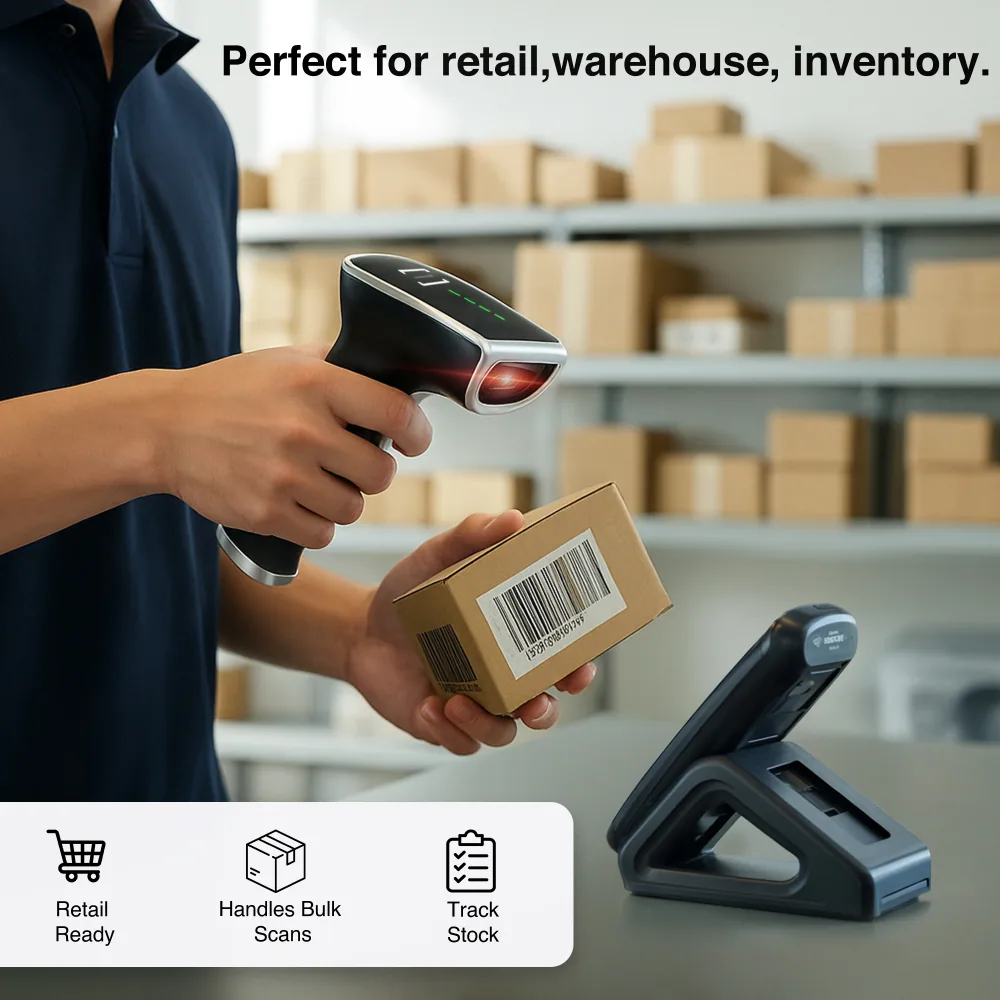 Perfect for retail,warehouse, inventory.
Retail
Ready
Handles Bulk
Scans
Track
Stock